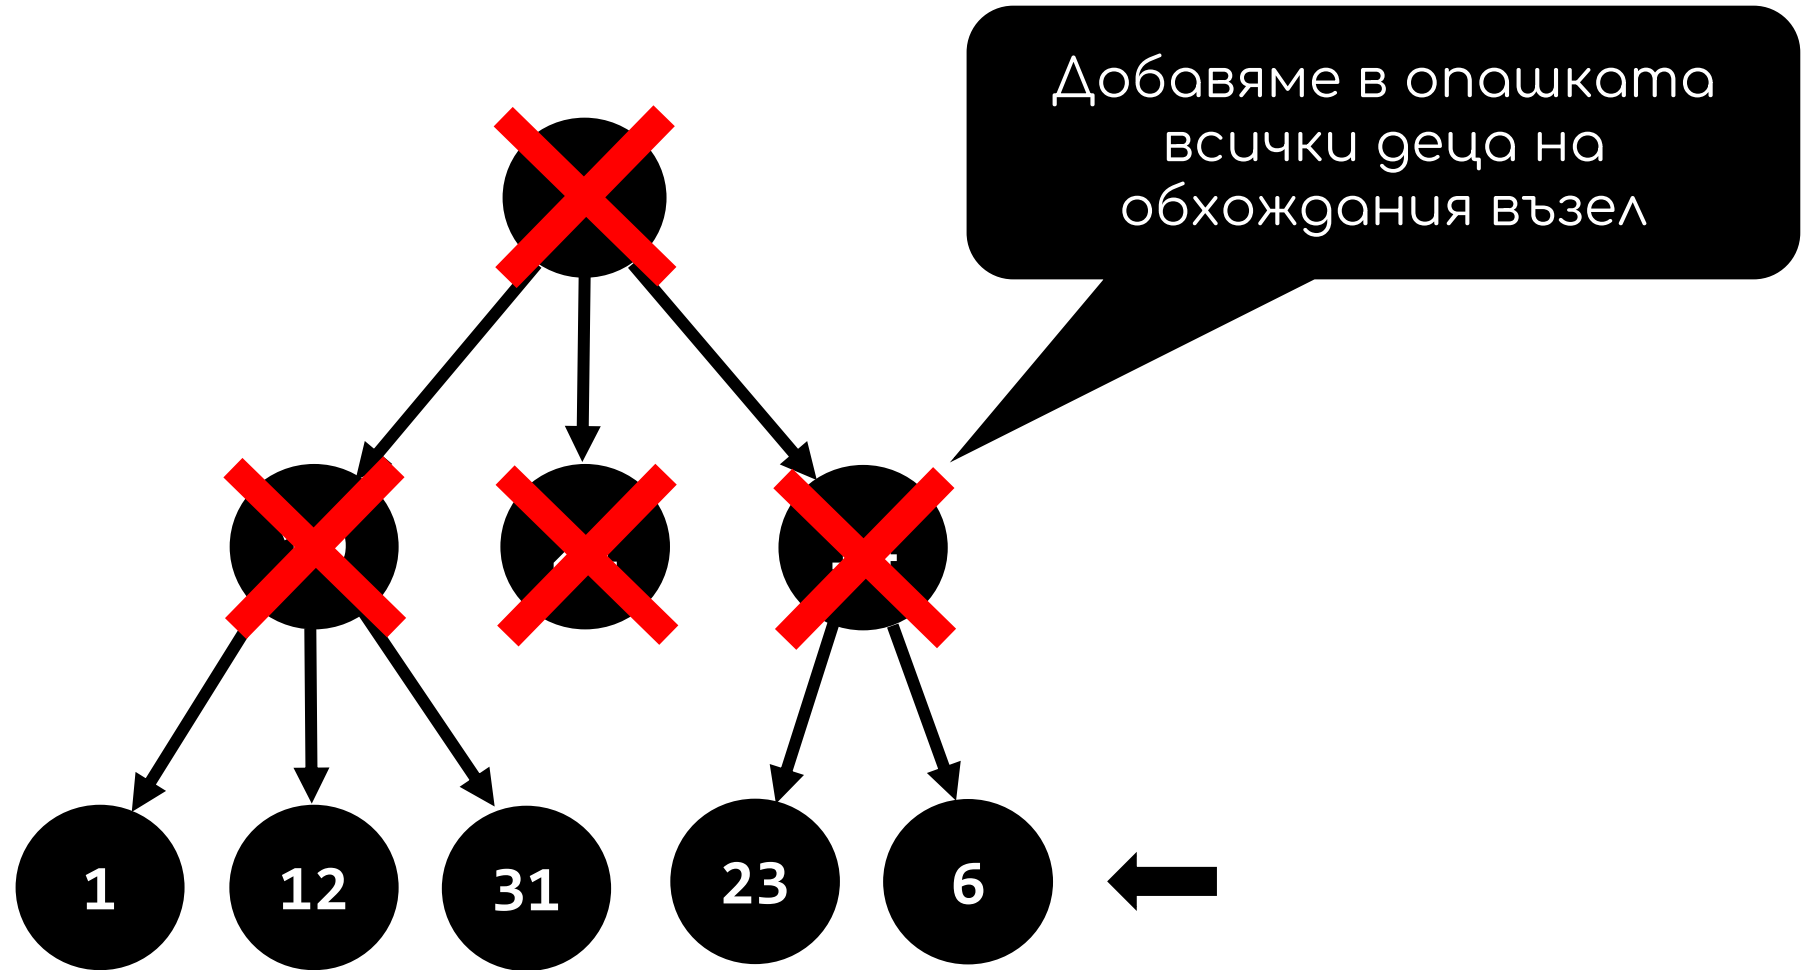 Добавяме в опашката
всички деца на
обхождания възел
1
12
31
23
6